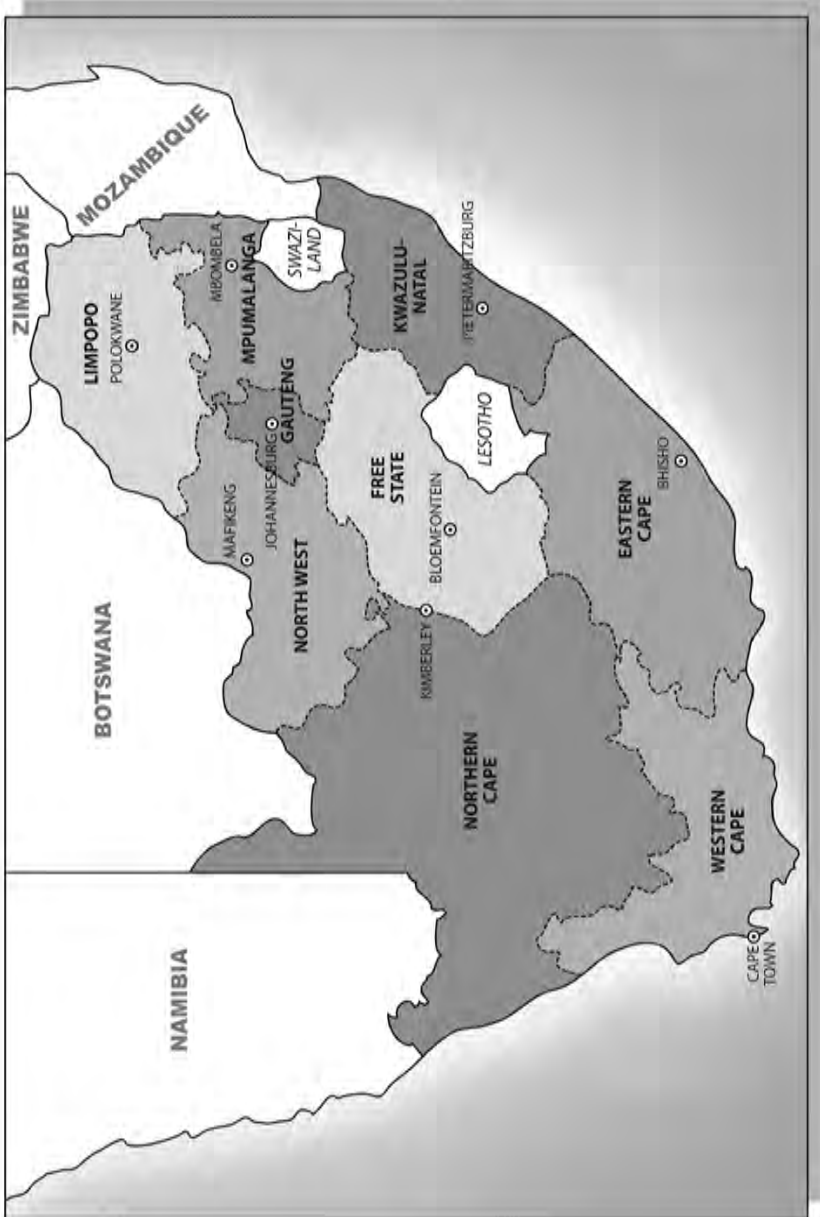 ZIMBABWE
MOZAMBIQUE
BOTSWANA
NAMIBIA
LIMPOPO
POLOKWANE
MBOMBELA
MPUMALANGA
SWAZI-
LAND
MAFIKENG
JOHANNESBURG
GAUTENG
NORTH WEST
KWAZULU-
NATAL
PIETERMARITZBURG
FREE
STATE
BLOEMFONTEIN
LESOTHO
KIMBERLEY
NORTHERN
CAPE
EASTERN
CAPE
BHISHO
WESTERN
CAPE
CAPE
TOWN